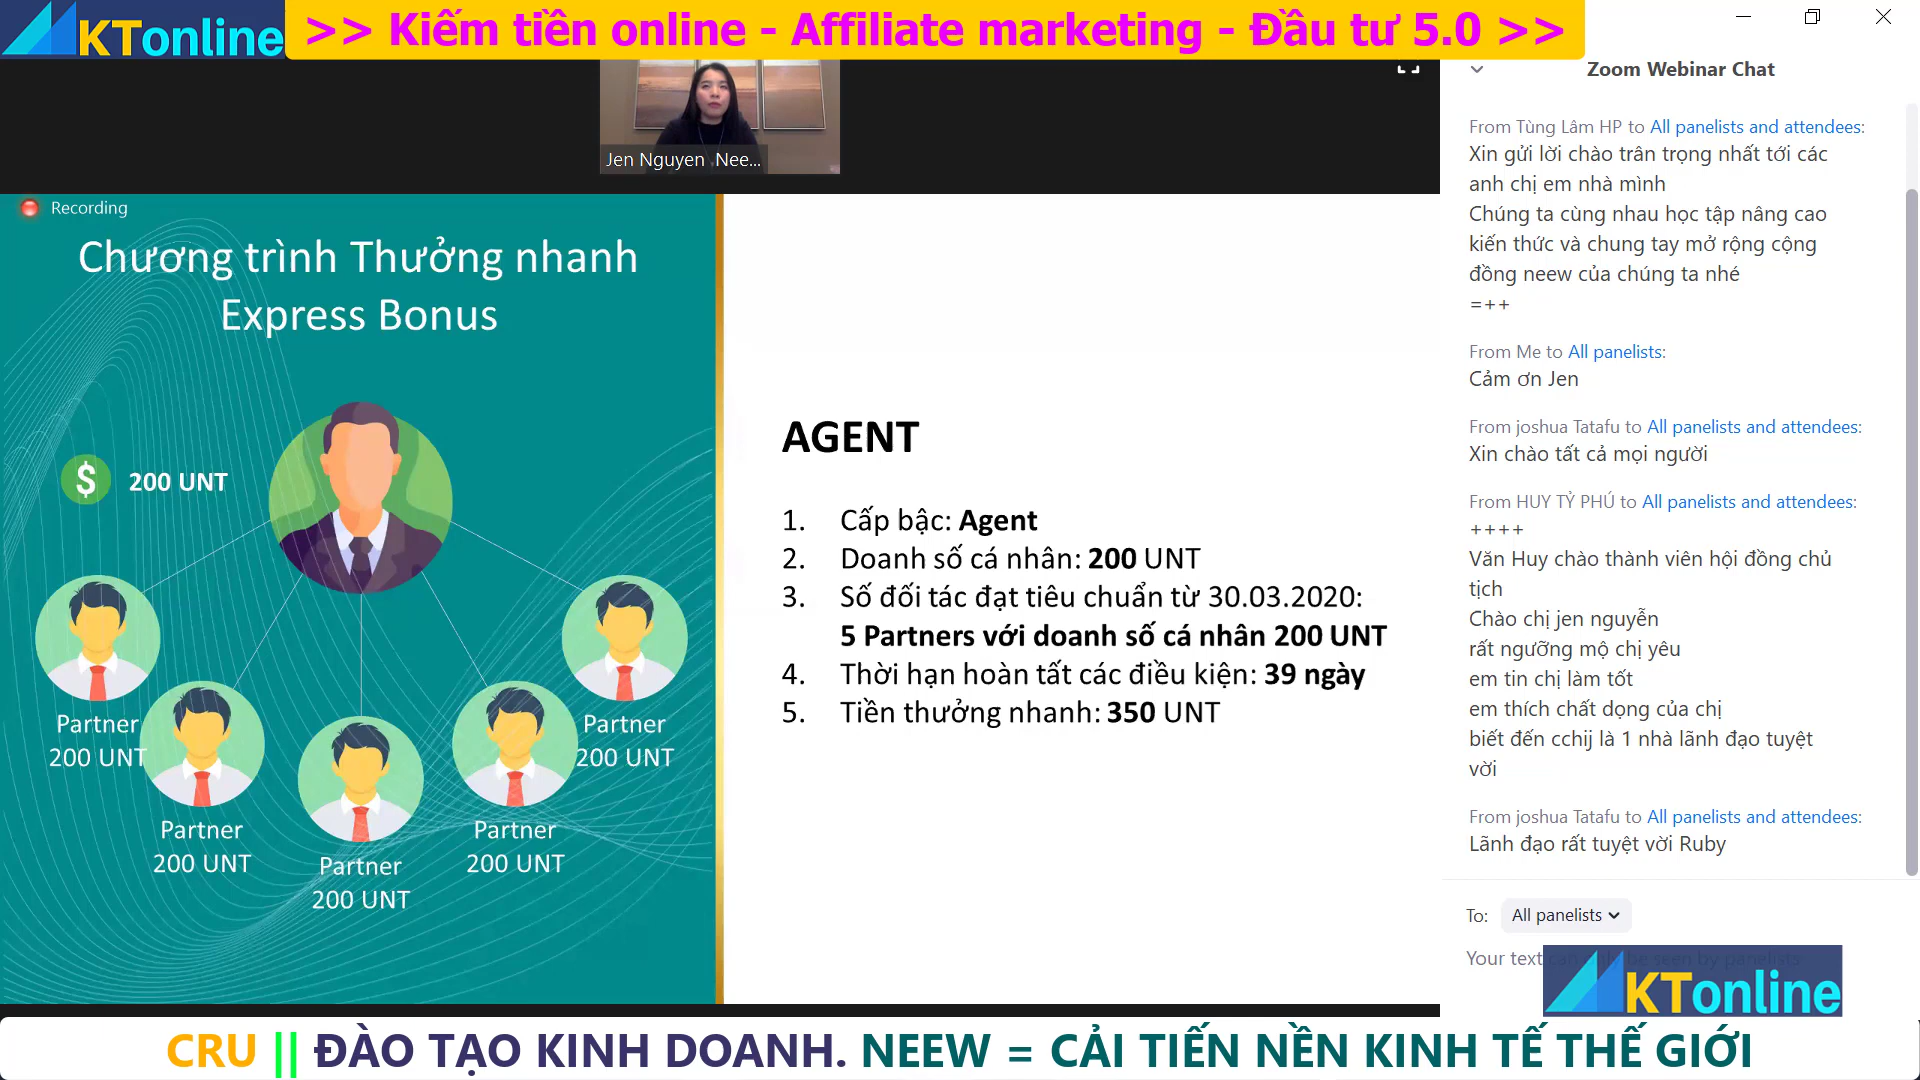 KTonline
>> Kiếm tiền online - Affiliate marketing - Đầu tư 5.0 >>
Jen Nguyen Nee...
Recording
Chương trình Thưởng nhanh
Express Bonus
$ 200 UNT
Partner
200 UNT
Partner
200 UNT
Partner
200 UNT
Partner
200 UNT
Partner
200 UNT
AGENT
1. Cấp bậc: Agent
2. Doanh số cá nhân: 200 UNT
3. Số đối tác đạt tiêu chuẩn từ 30.03.2020:
5 Partners với doanh số cá nhân 200 UNT
4. Thời hạn hoàn tất các điều kiện: 39 ngày
5. Tiền thưởng nhanh: 350 UNT
Zoom Webinar Chat
From Tùng Lâm HP to All panelists and attendees:
Xin gửi lời chào trân trọng nhất tới các
anh chị em nhà mình
Chúng ta cùng nhau học tập nâng cao
kiến thức và chung tay mở rộng cộng
đồng neew của chúng ta nhé
=++
From Me to All panelists:
Cảm ơn Jen
From joshua Tatafu to All panelists and attendees:
Xin chào tất cả mọi người
From HUY TỶ PHÚ to All panelists and attendees:
++++
Văn Huy chào thành viên hội đồng chủ
tịch
Chào chị jen nguyễn
rất ngưỡng mộ chị yêu
em tin chị làm tốt
em thích chất dọng của chị
biết đến cchij là 1 nhà lãnh đạo tuyệt
vời
From joshua Tatafu to All panelists and attendees:
Lãnh đạo rất tuyệt vời Ruby
To: All panelists
Your text can only be seen by panelists
KTonline
CRU || ĐÀO TẠO KINH DOANH. NEEW = CẢI TIẾN NỀN KINH TẾ THẾ GIỚI